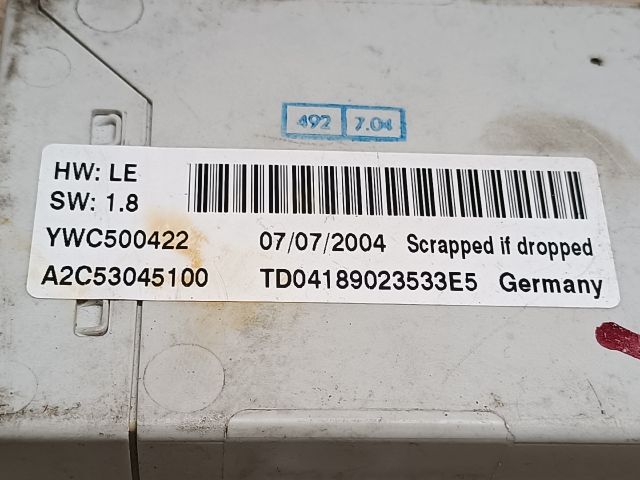 492 7.04
HW: LE
SW: 1.8
YWC500422 07/07/2004 Scrapped if dropped
A2C53045100 TD04189023533E5 Germany